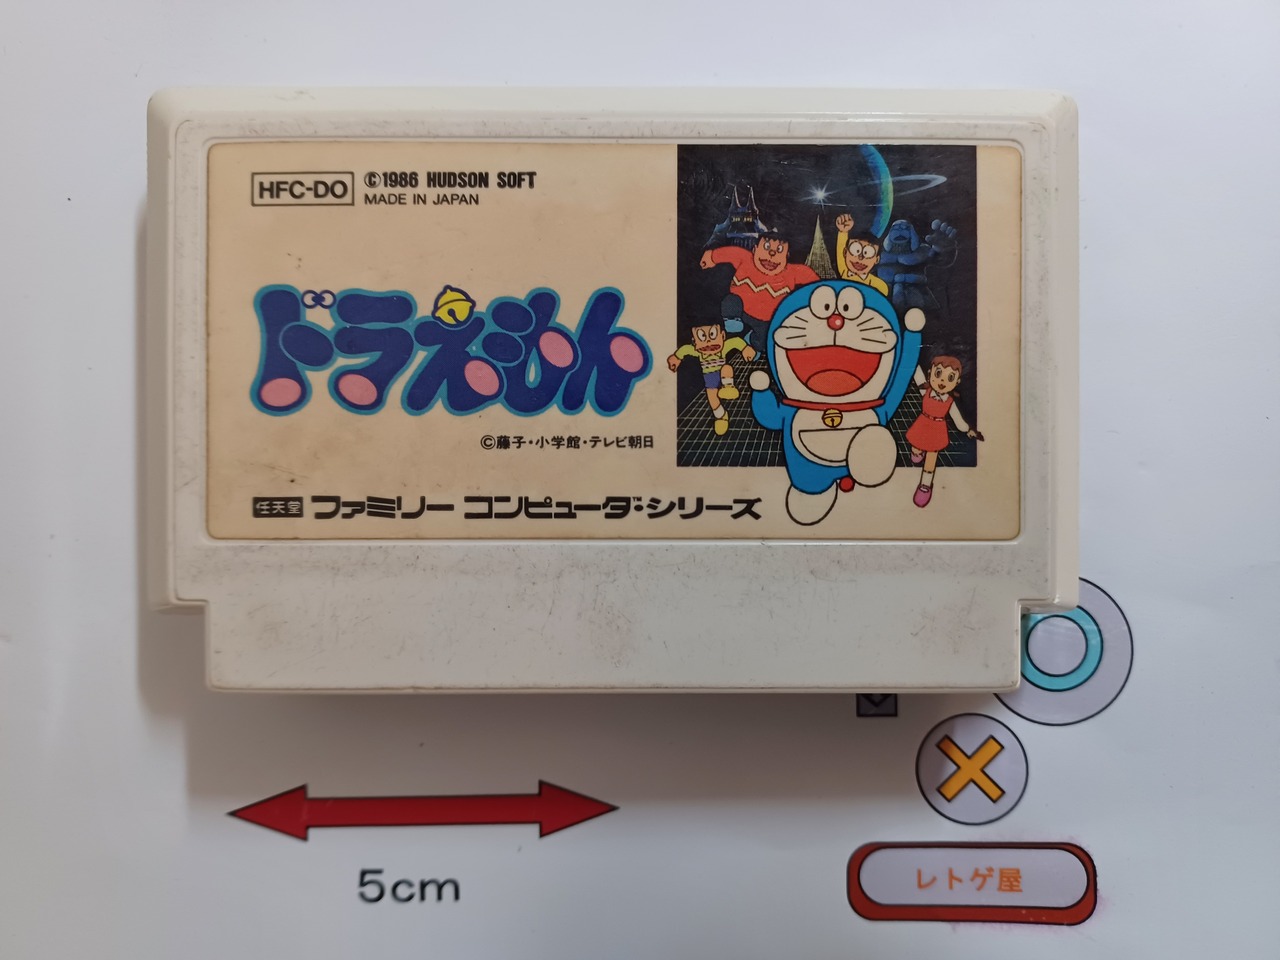 HFC-DO
©1986 HUDSON SOFT
MADE IN JAPAN
ドラえもん
©藤子・小学館・テレビ朝日
任天堂 ファミリー コンピュータ™・シリーズ
5cm
レトゲ屋